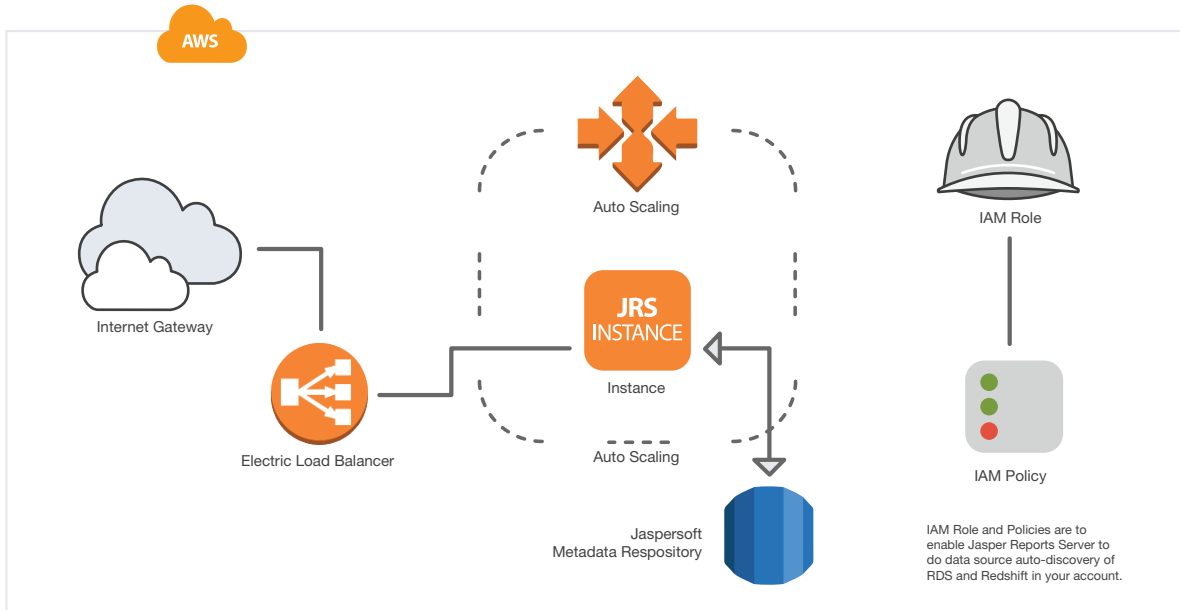 AWS
Auto Scaling
IAM Role
Internet Gateway
JRS
INSTANCE
Instance
Electric Load Balancer
Auto Scaling
IAM Policy
Jaspersoft
Metadata Respository
IAM Role and Policies are to
enable Jasper Reports Server to
do data source auto-discovery of
RDS and Redshift in your account.